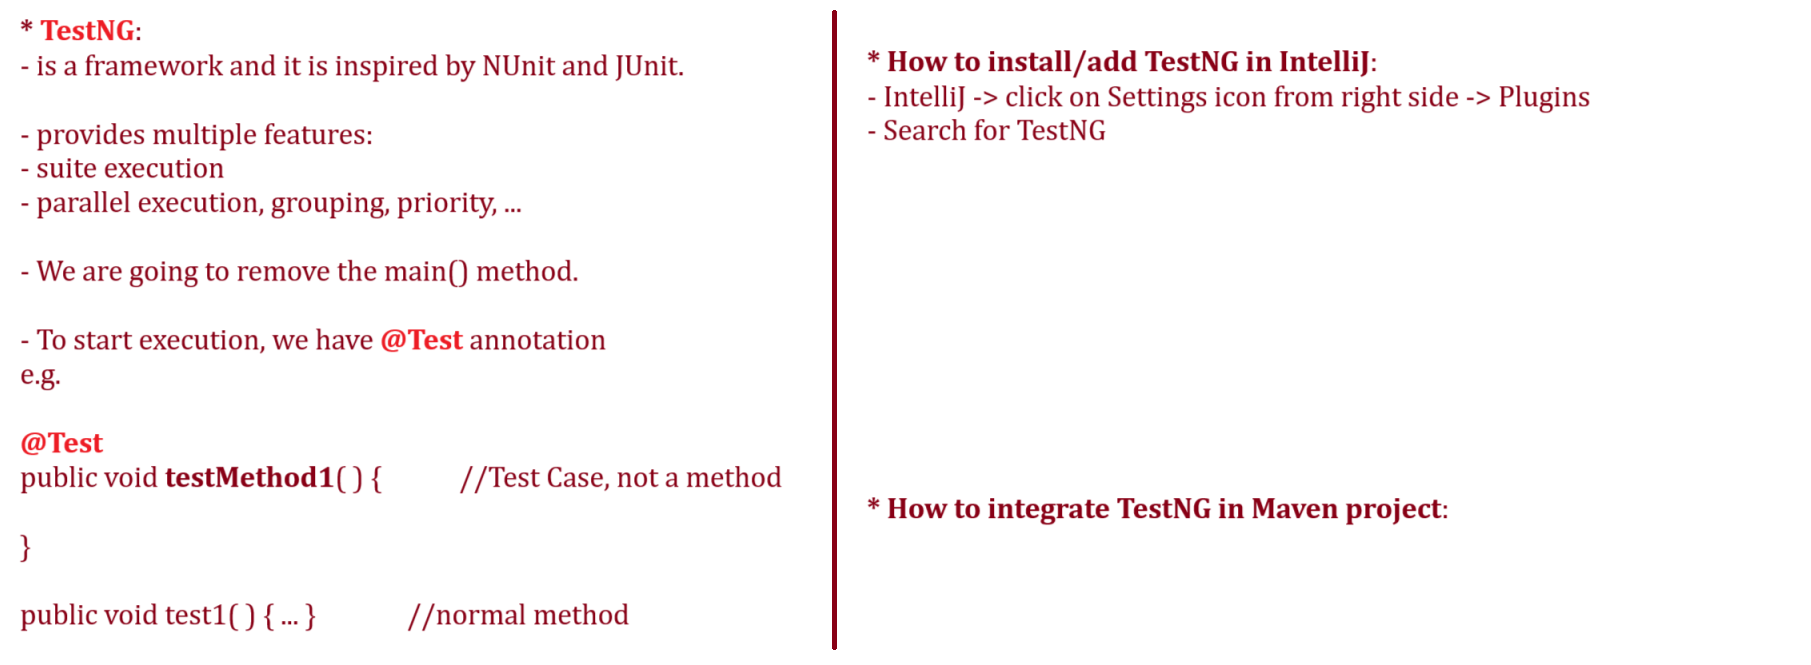 * TestNG:
- is a framework and it is inspired by NUnit and JUnit.
- provides multiple features:
- suite execution
- parallel execution, grouping, priority, ...
- We are going to remove the main() method.
- To start execution, we have @Test annotation
e.g.
@Test
public void testMethod1( ) { //Test Case, not a method
}
public void test1( ) { ... } //normal method
* How to install/add TestNG in IntelliJ:
- IntelliJ -> click on Settings icon from right side -> Plugins
- Search for TestNG
* How to integrate TestNG in Maven project: